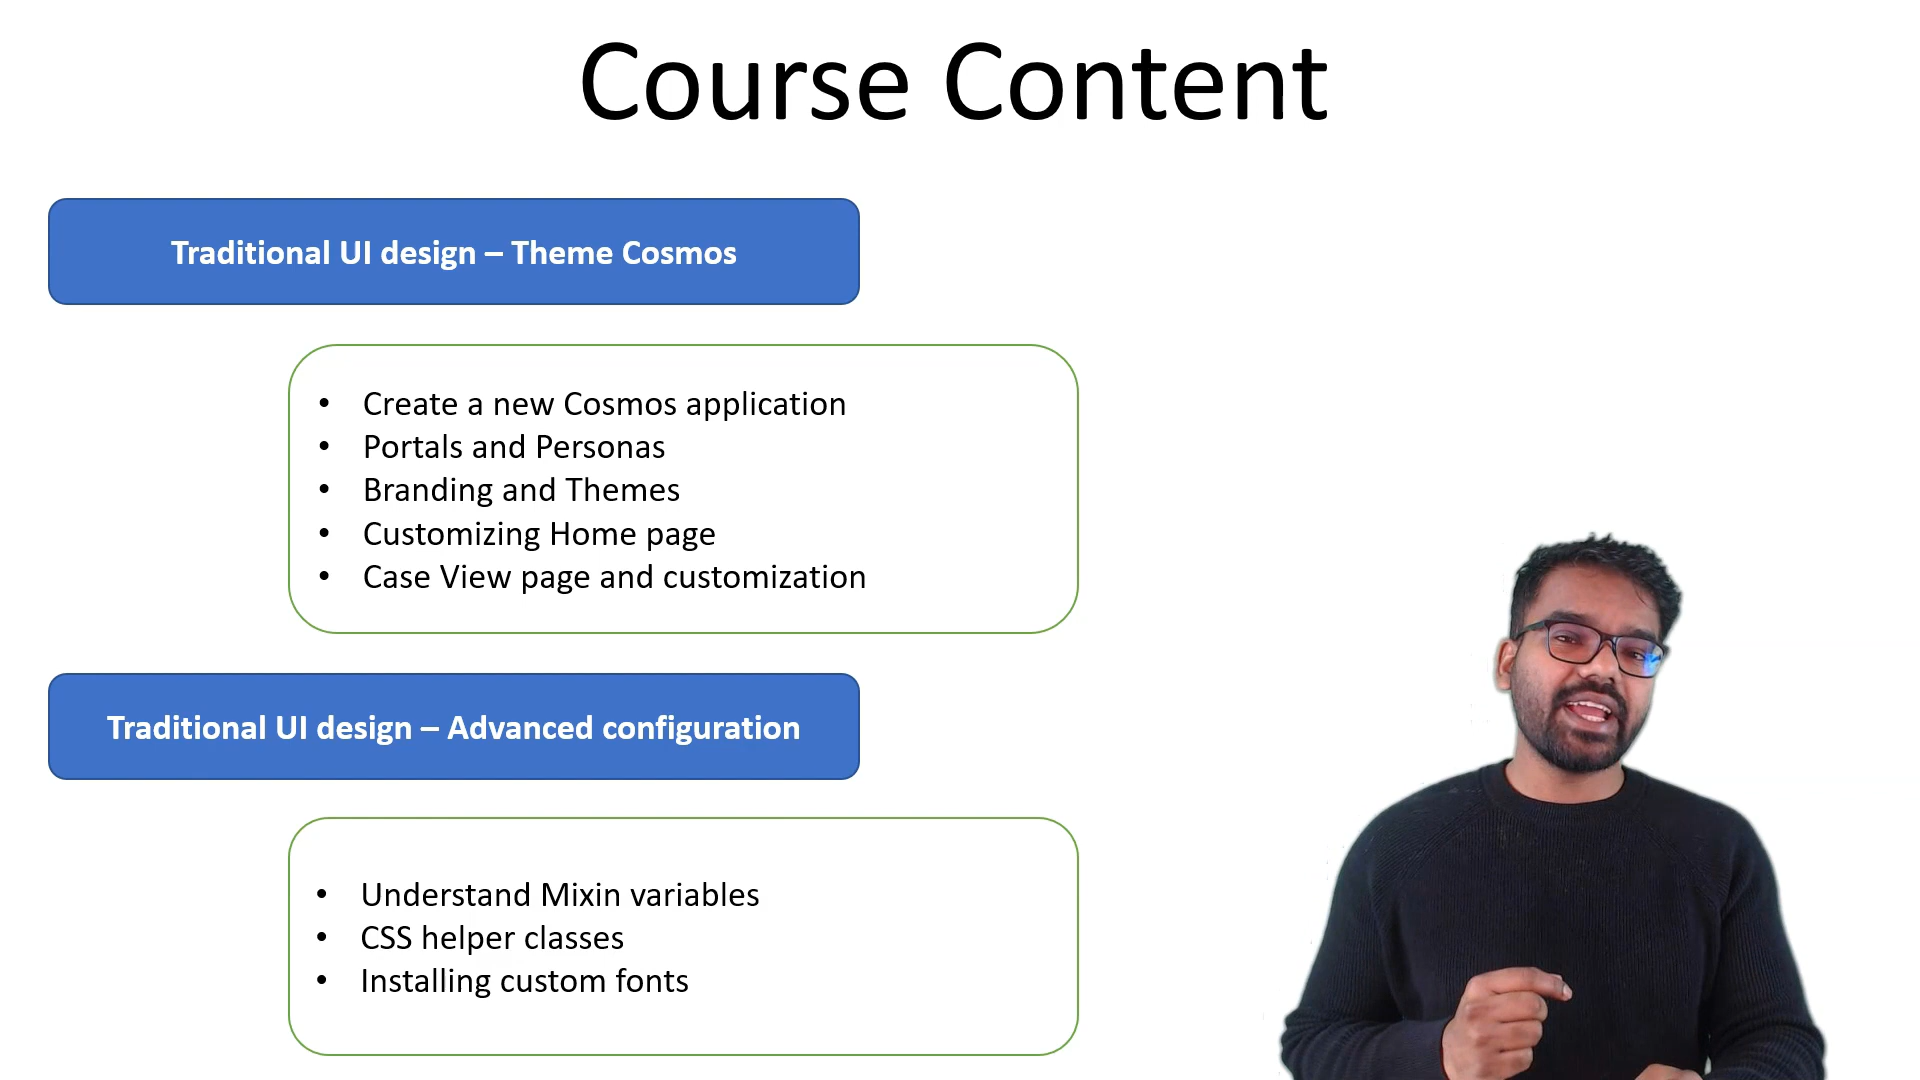 Course Content
Traditional UI design – Theme Cosmos
• Create a new Cosmos application
• Portals and Personas
• Branding and Themes
• Customizing Home page
• Case View page and customization
Traditional UI design – Advanced configuration
• Understand Mixin variables
• CSS helper classes
• Installing custom fonts